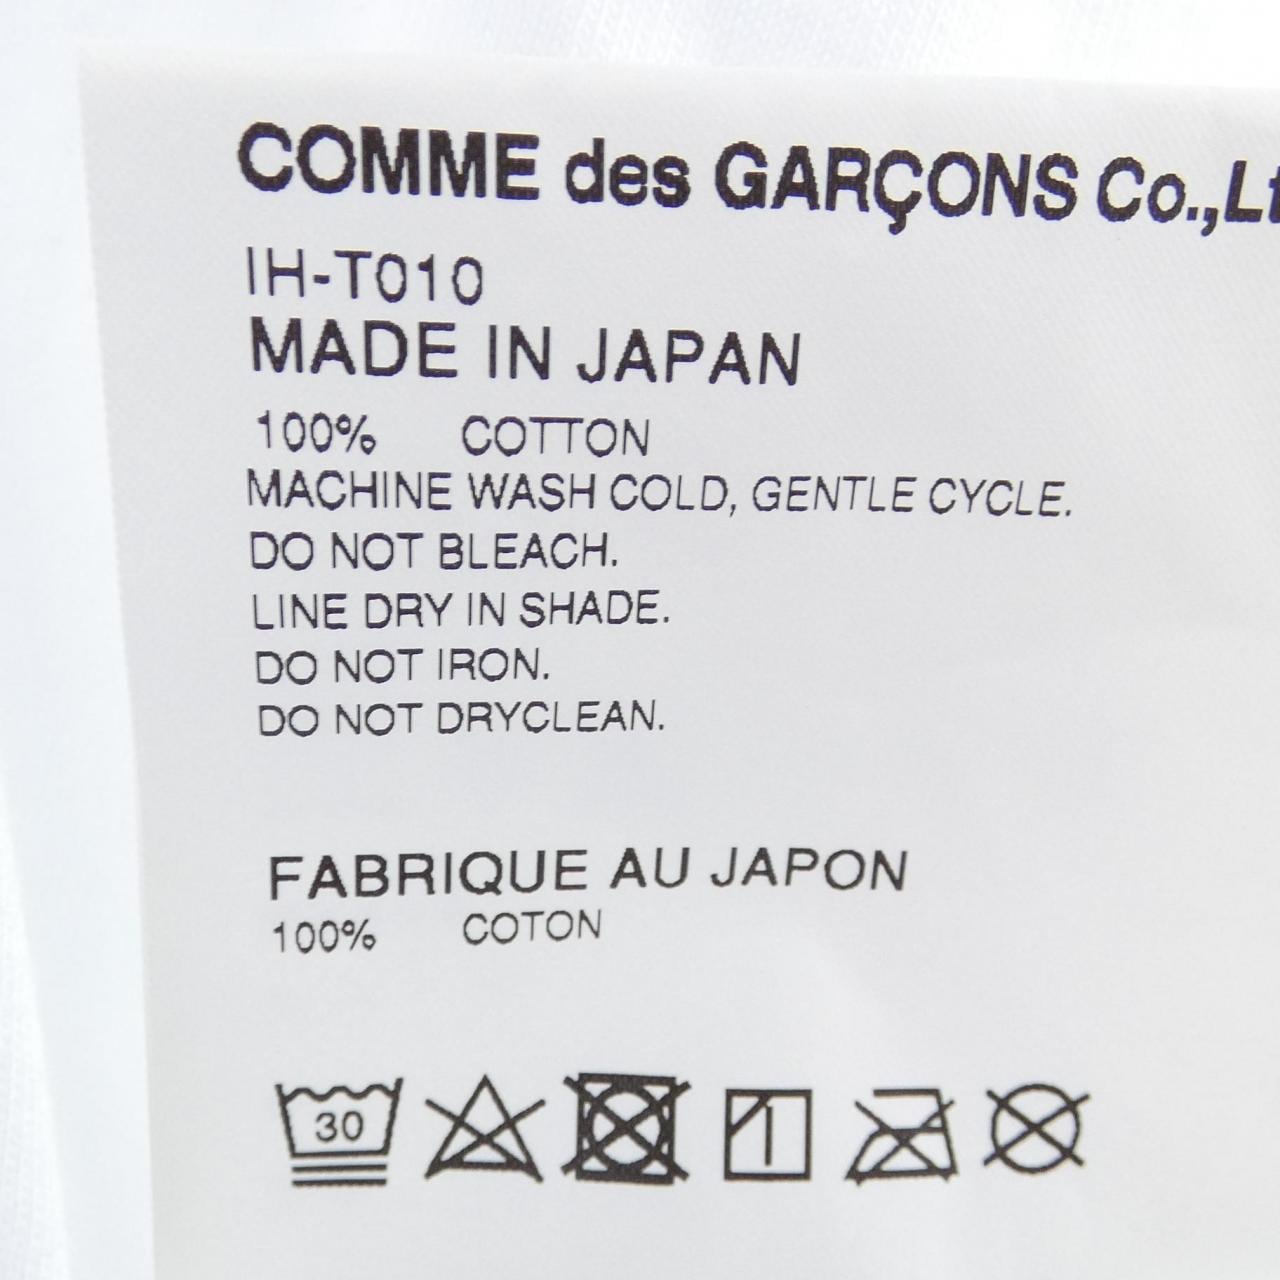 COMME des GARÇONS Co.,Lt
IH-T010
MADE IN JAPAN
100% COTTON
MACHINE WASH COLD, GENTLE CYCLE.
DO NOT BLEACH.
LINE DRY IN SHADE.
DO NOT IRON.
DO NOT DRYCLEAN.
FABRIQUE AU JAPON
100% COTON
30